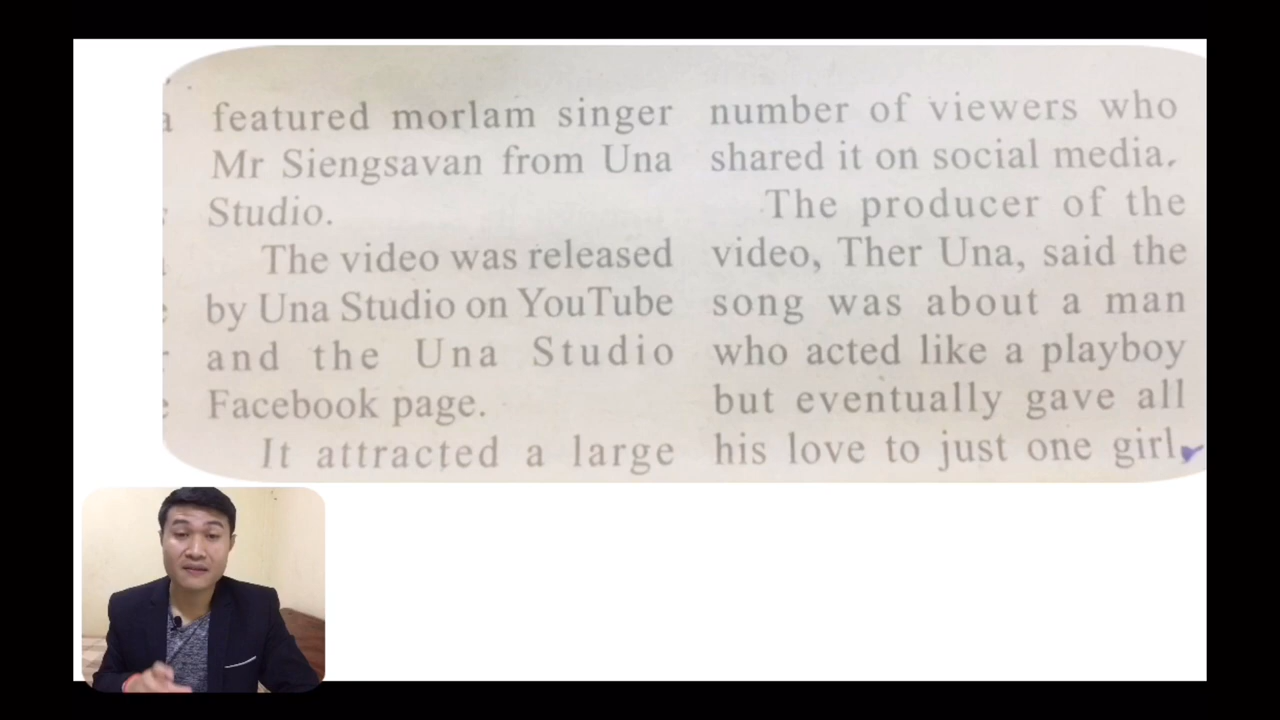 featured morlam singer
Mr Siengsavan from Una
Studio.
The video was released
by Una Studio on YouTube
and the Una Studio
Facebook page.
It attracted a large
number of viewers who
shared it on social media.
The producer of the
video, Ther Una, said the
song was about a man
who acted like a playboy
but eventually gave all
his love to just one girl.